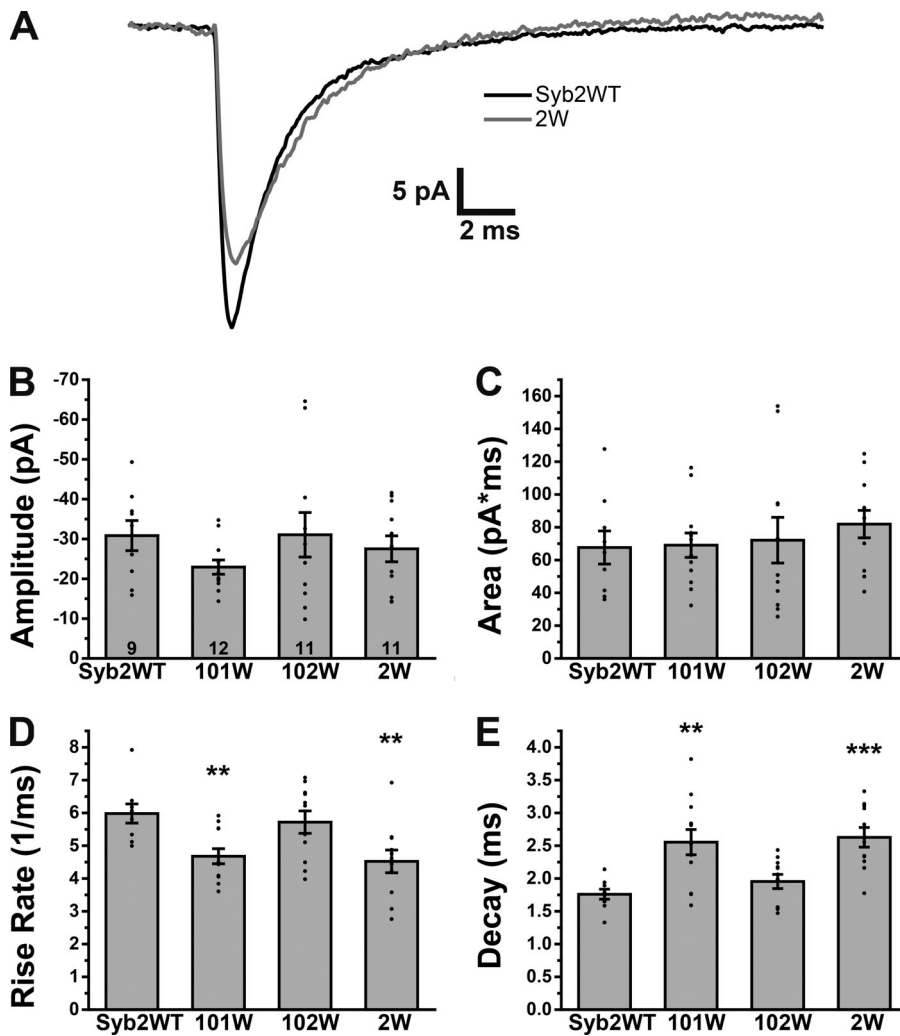 A
Syb2WT
2W
5 pA
2 ms
B
Amplitude (pA)
-70
-60
-50
-40
-30
-20
-10
0
9
12
11
11
Syb2WT 101W 102W 2W
C
Area (pA*ms)
160
140
120
100
80
60
40
20
0
Syb2WT 101W 102W 2W
D
Rise Rate (1/ms)
8
7
6
5
4
3
2
1
0
**
**
Syb2WT 101W 102W 2W
E
Decay (ms)
4.0
3.5
3.0
2.5
2.0
1.5
1.0
0.5
0.0
**
***
Syb2WT 101W 102W 2W